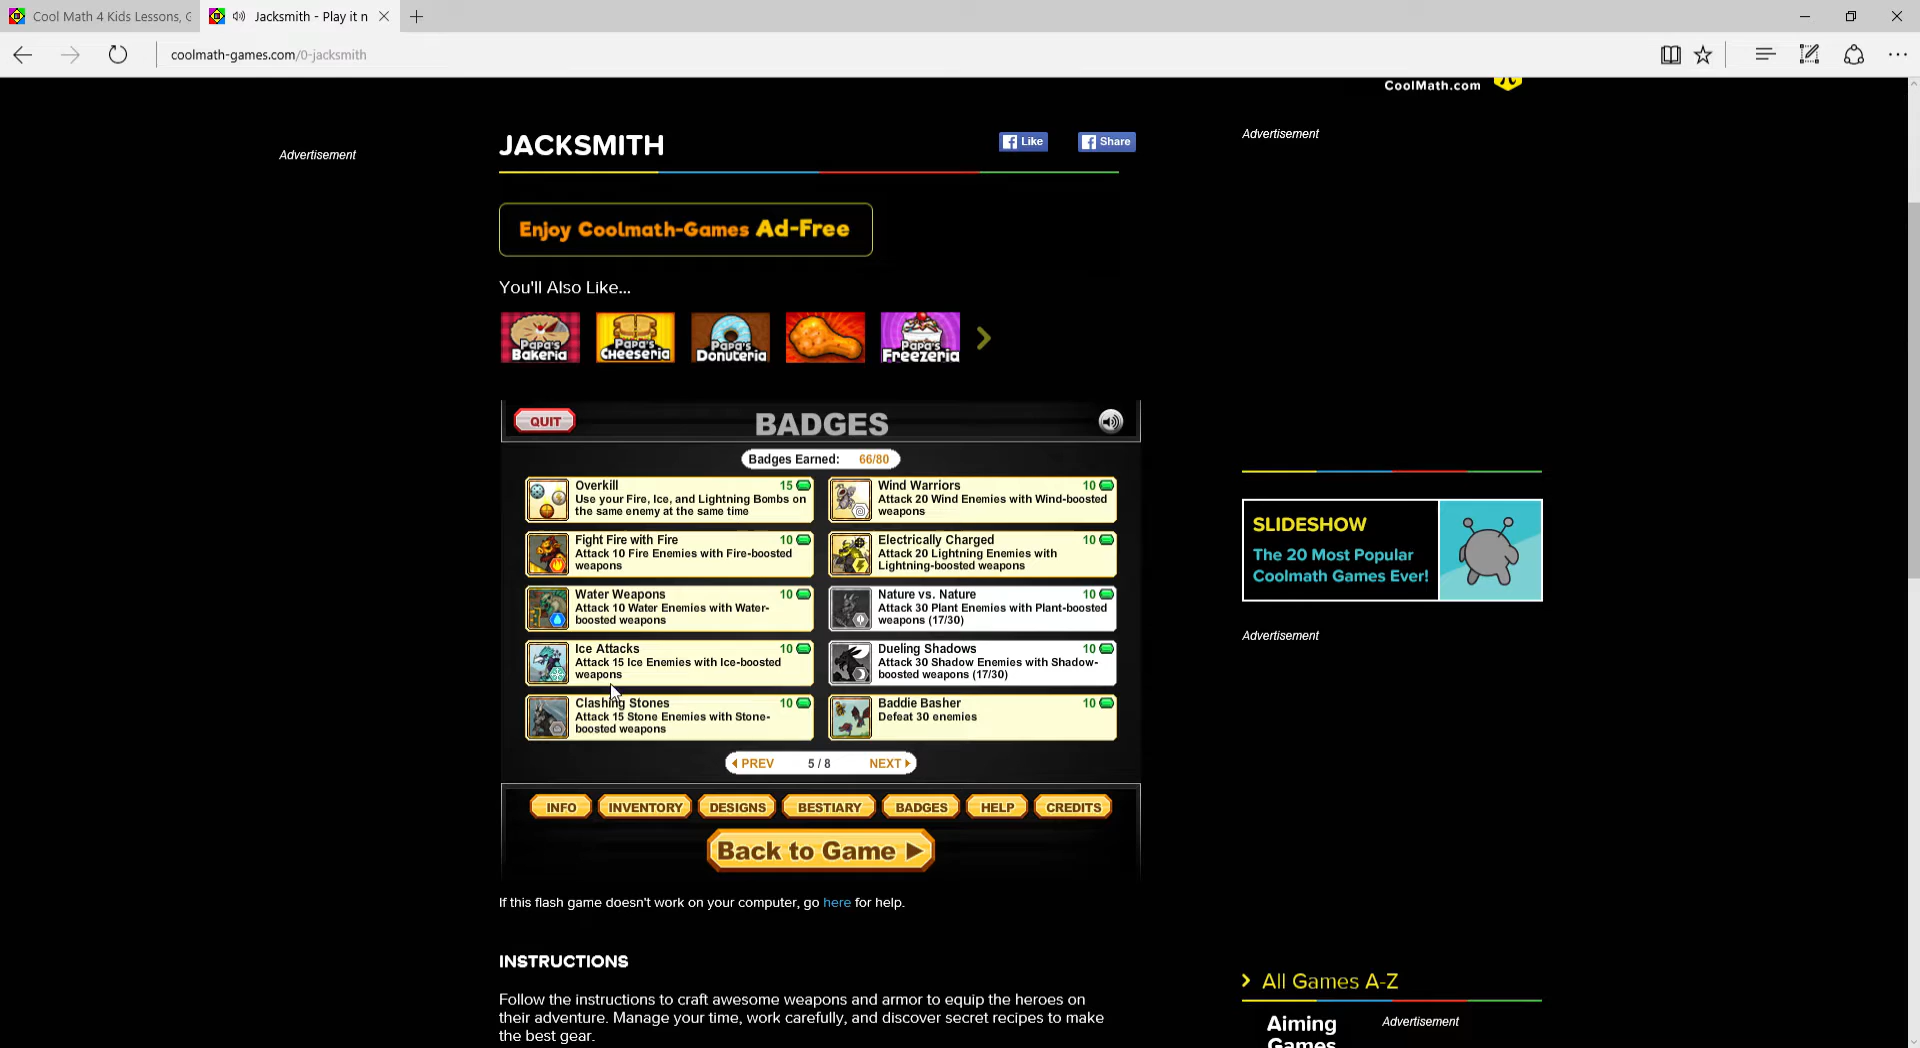 Cool Math 4 Kids Lessons, G
Jacksmith - Play it n
coolmath-games.com/0-jacksmith
CoolMath.com
Advertisement
JACKSMITH
Like
Share
Advertisement
Enjoy Coolmath-Games Ad-Free
You'll Also Like...
Papa's Bakeria
Papa's Cheeseria
Papa's Donuteria
Papa's Freezeria
QUIT
BADGES
Badges Earned: 66/80
Overkill 15
Use your Fire, Ice, and Lightning Bombs on
the same enemy at the same time
Wind Warriors 10
Attack 20 Wind Enemies with Wind-boosted
weapons
Fight Fire with Fire 10
Attack 10 Fire Enemies with Fire-boosted
weapons
Electrically Charged 10
Attack 20 Lightning Enemies with
Lightning-boosted weapons
Water Weapons 10
Attack 10 Water Enemies with Water-
boosted weapons
Nature vs. Nature 10
Attack 30 Plant Enemies with Plant-boosted
weapons (17/30)
Ice Attacks 10
Attack 15 Ice Enemies with Ice-boosted
weapons
Dueling Shadows 10
Attack 30 Shadow Enemies with Shadow-
boosted weapons (17/30)
Clashing Stones 10
Attack 15 Stone Enemies with Stone-
boosted weapons
Baddie Basher 10
Defeat 30 enemies
PREV 5 / 8 NEXT
INFO INVENTORY DESIGNS BESTIARY BADGES HELP CREDITS
Back to Game
If this flash game doesn't work on your computer, go here for help.
INSTRUCTIONS
Follow the instructions to craft awesome weapons and armor to equip the heroes on
their adventure. Manage your time, work carefully, and discover secret recipes to make
the best gear.
Advertisement
SLIDESHOW
The 20 Most Popular
Coolmath Games Ever!
Advertisement
All Games A-Z
Aiming
Games
Advertisement